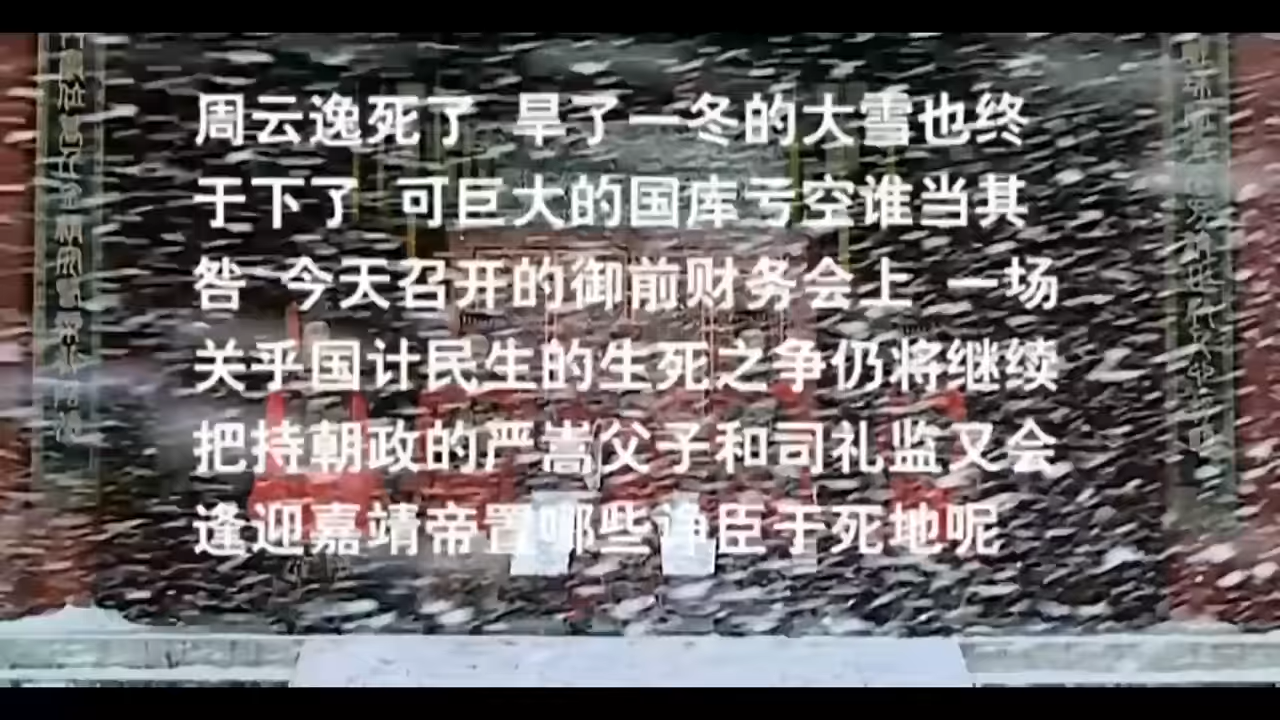 周云逸死了 旱了一冬的大雪也终
于下了 可巨大的国库亏空谁当其
咎 今天召开的御前财务会上 一场
关乎国计民生的生死之争仍将继续
把持朝政的严嵩父子和司礼监又会
逢迎嘉靖帝置哪些诤臣于死地呢